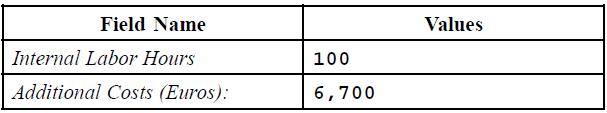 Field Name Values
Internal Labor Hours 100
Additional Costs (Euros): 6,700